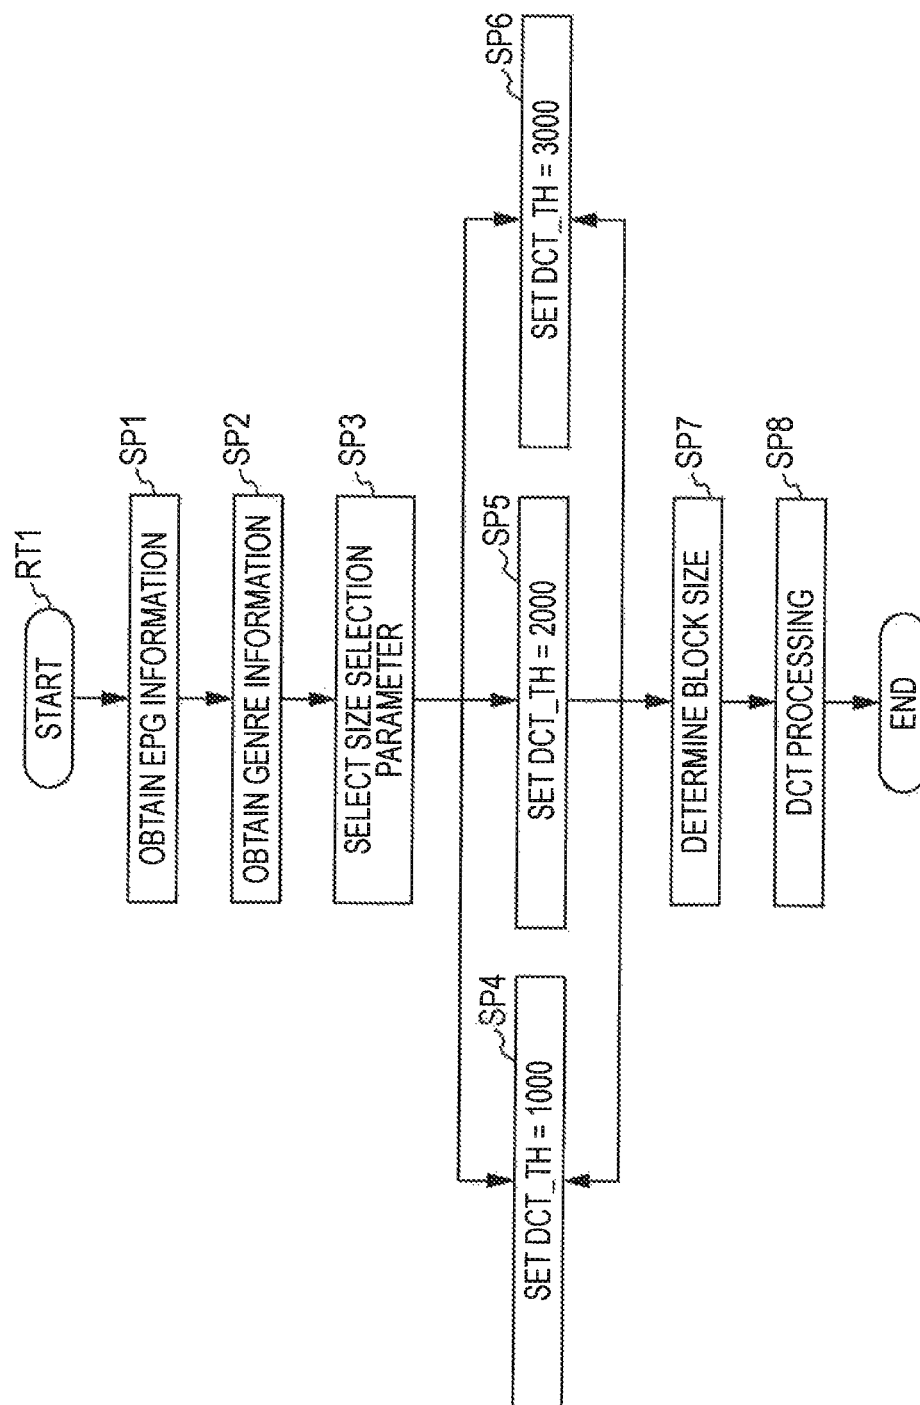 START
RT1
OBTAIN EPG INFORMATION
SP1
OBTAIN GENRE INFORMATION
SP2
SELECT SIZE SELECTION
PARAMETER
SP3
SET DCT_TH = 1000
SP4
SET DCT_TH = 2000
SP5
SET DCT_TH = 3000
SP6
DETERMINE BLOCK SIZE
SP7
DCT PROCESSING
SP8
END